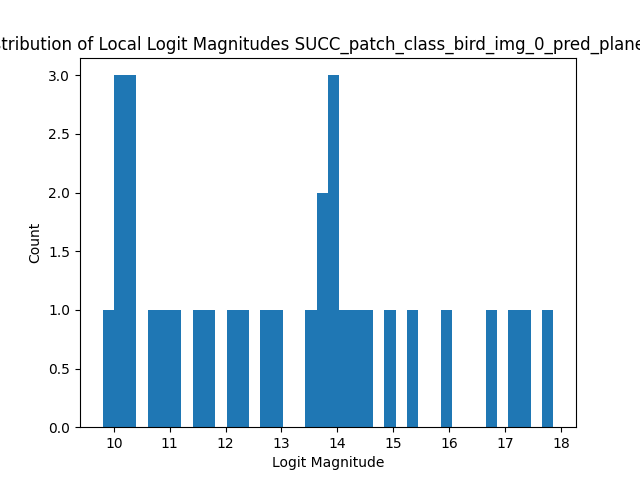 tribution of Local Logit Magnitudes SUCC_patch_class_bird_img_0_pred_plane
3.0
2.5
2.0
1.5
1.0
0.5
0.0
Count
10 11 12 13 14 15 16 17 18
Logit Magnitude